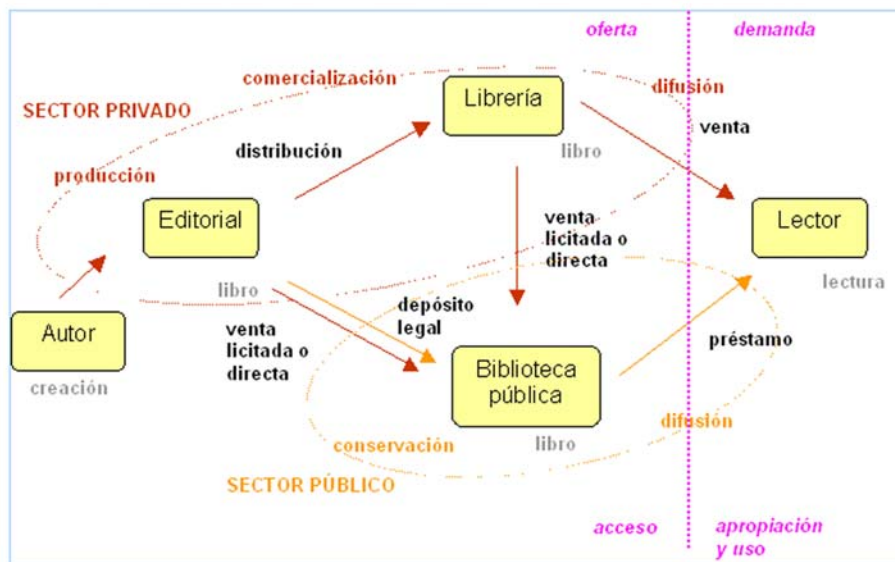 oferta
demanda
comercialización
Librería
difusión
SECTOR PRIVADO
venta
distribución
libro
producción
Editorial
venta
licitada o
directa
Lector
lectura
libro
depósito
legal
Autor
venta
licitada o
directa
préstamo
Biblioteca
pública
creación
difusión
conservación
libro
SECTOR PÚBLICO
acceso
apropiación
y uso